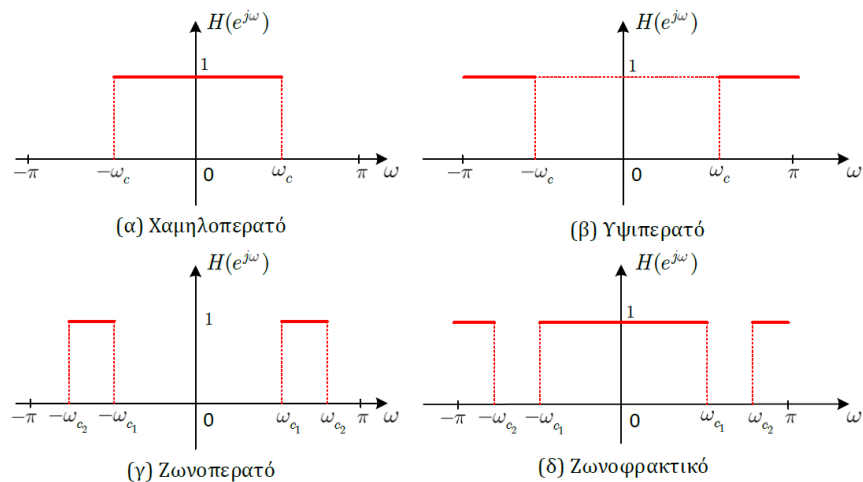 H(e^{jω})
1
−π −ω_c 0 ω_c π ω
(α) Χαμηλοπερατό
H(e^{jω})
1
−π −ω_c 0 ω_c π ω
(β) Υψιπερατό
H(e^{jω})
1
−π −ω_{c_2} −ω_{c_1} 0 ω_{c_1} ω_{c_2} π ω
(γ) Ζωνοπερατό
H(e^{jω})
1
−π −ω_{c_2} −ω_{c_1} 0 ω_{c_1} ω_{c_2} π ω
(δ) Ζωνοφρακτικό